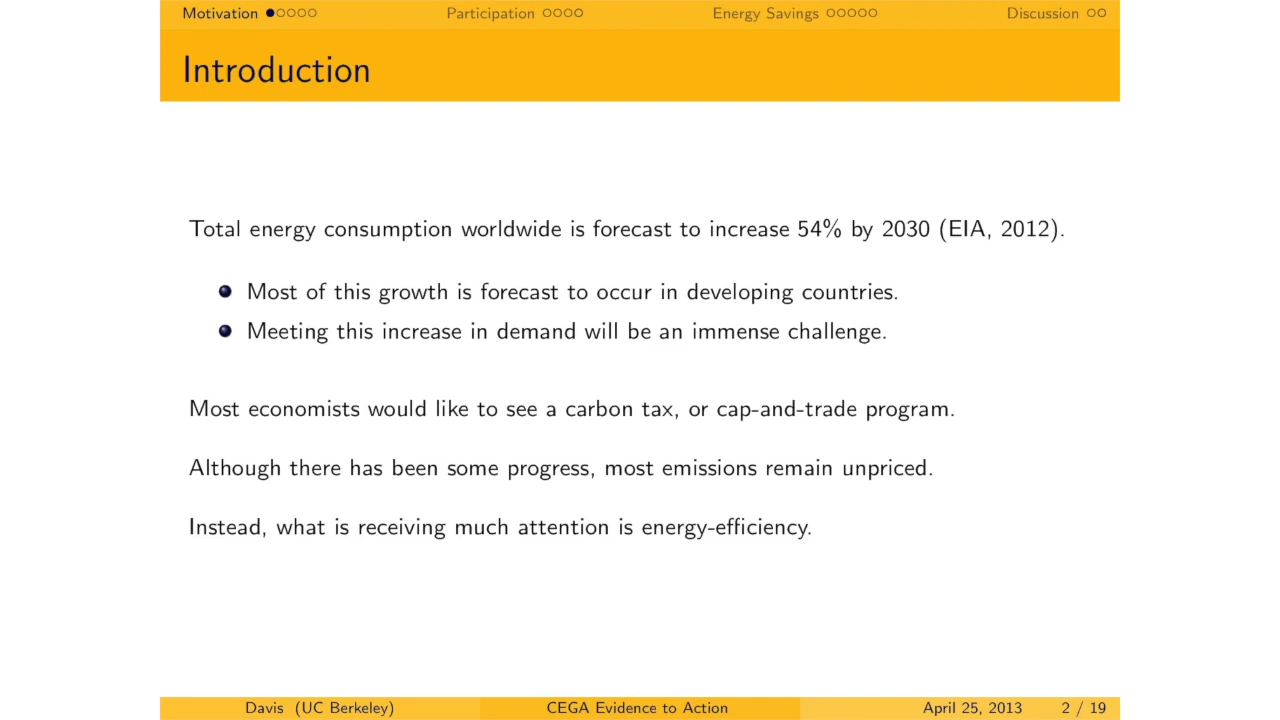 Motivation Participation Energy Savings Discussion
Introduction
Total energy consumption worldwide is forecast to increase 54% by 2030 (EIA, 2012).
Most of this growth is forecast to occur in developing countries.
Meeting this increase in demand will be an immense challenge.
Most economists would like to see a carbon tax, or cap-and-trade program.
Although there has been some progress, most emissions remain unpriced.
Instead, what is receiving much attention is energy-efficiency.
Davis (UC Berkeley) CEGA Evidence to Action April 25, 2013 2 / 19